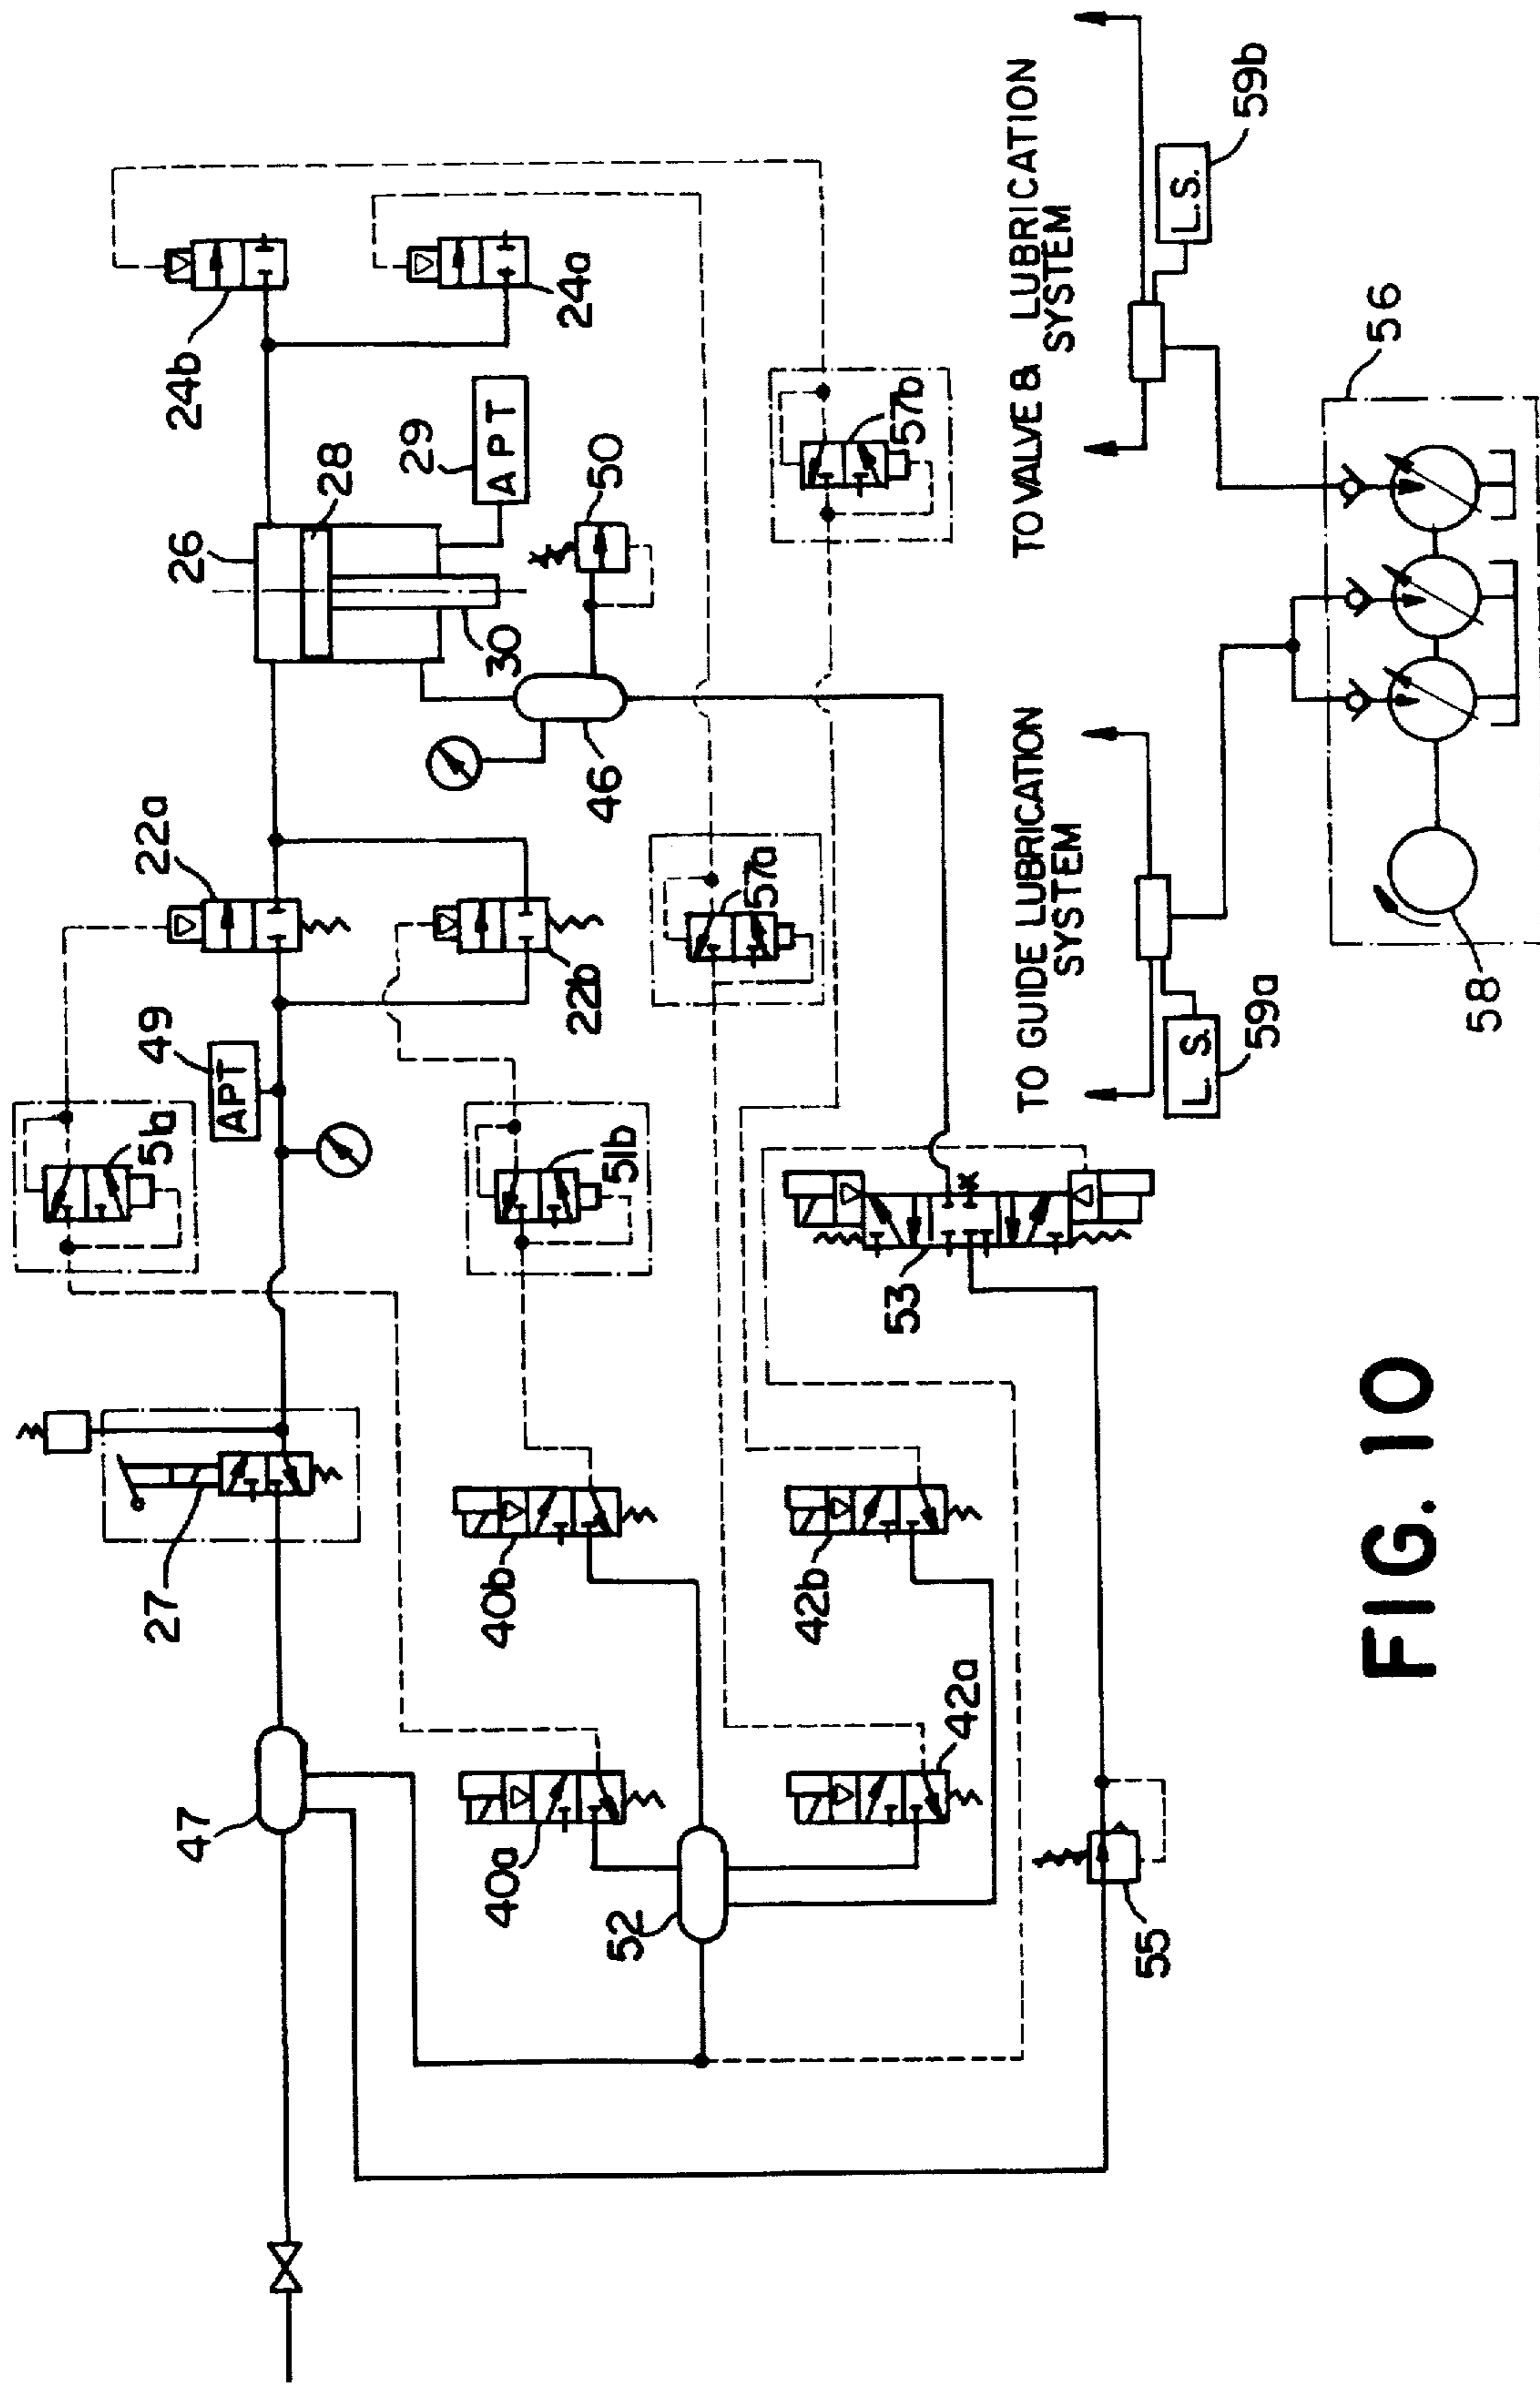 24b
24a
26
28
29
APT
50
30
46
57b
22a
22b
49
APT
51a
51b
57a
27
47
40b
40a
42b
42a
52
53
55
TO VALVE & LUBRICATION
SYSTEM
L.S.
59b
56
TO GUIDE LUBRICATION
SYSTEM
L.S.
59a
58
FIG. 10